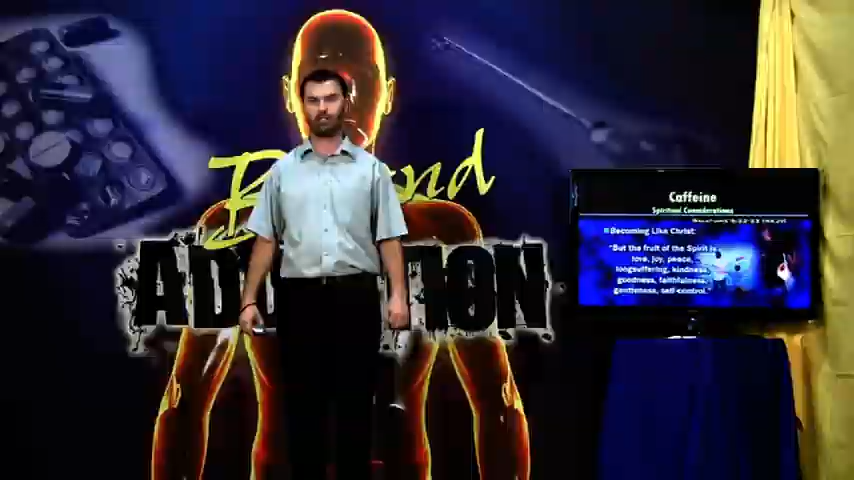 Bend
ADDICTION
Caffeine
Spiritual Considerations
Becoming Like Christ:
"But the fruit of the Spirit is
love, joy, peace,
longsuffering, kindness,
goodness, faithfulness,
gentleness, self-control."